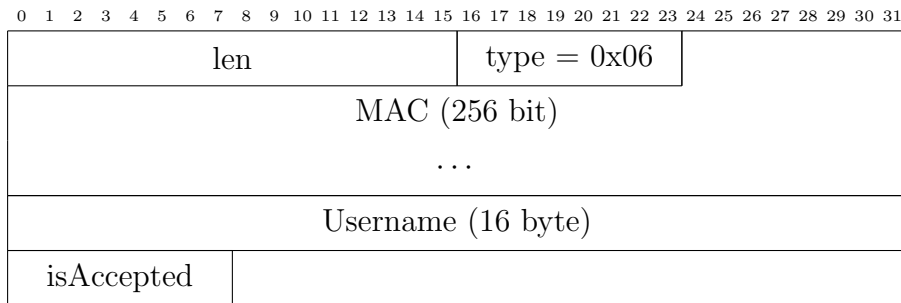 0 1 2 3 4 5 6 7 8 9 10 11 12 13 14 15 16 17 18 19 20 21 22 23 24 25 26 27 28 29 30 31
len type = 0x06
MAC (256 bit)
...
Username (16 byte)
isAccepted